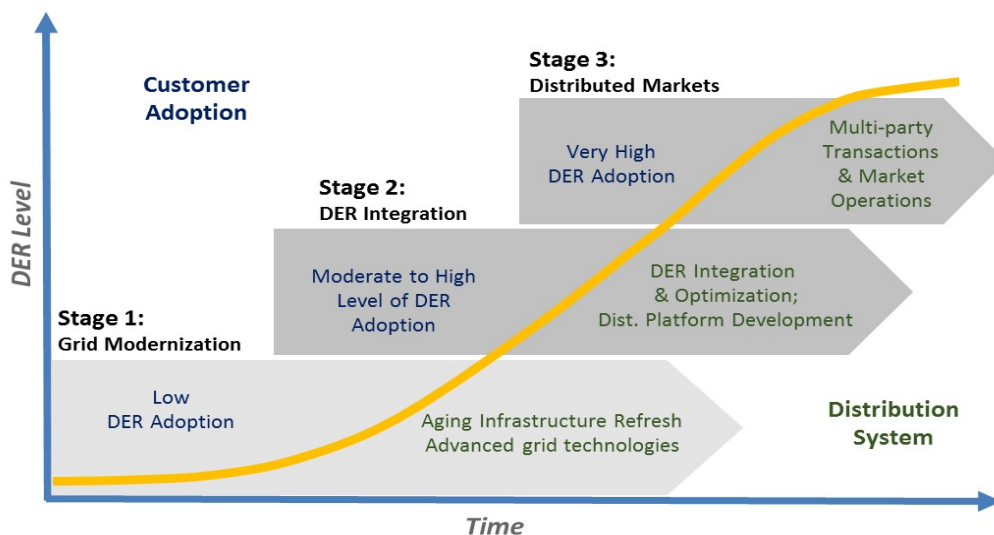 Customer
Adoption
Stage 3:
Distributed Markets
Very High
DER Adoption
Multi-party
Transactions
& Market
Operations
Stage 2:
DER Integration
Moderate to High
Level of DER
Adoption
DER Integration
& Optimization;
Dist. Platform Development
Stage 1:
Grid Modernization
Low
DER Adoption
Aging Infrastructure Refresh
Advanced grid technologies
Distribution
System
DER Level
Time